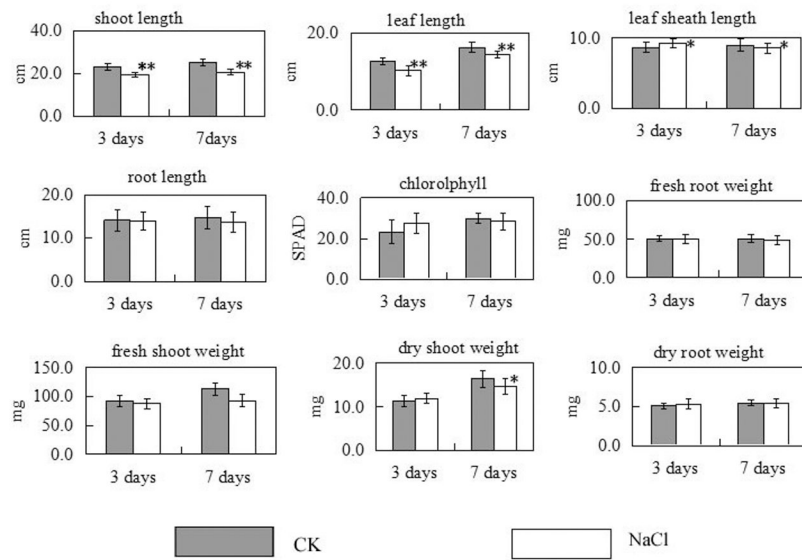 shoot length
40.0
20.0
0.0
cm
**
**
3 days
7days
leaf length
20.0
10.0
0.0
cm
**
**
3 days
7 days
leaf sheath length
10.0
0.0
cm
*
*
3 days
7 days
root length
20.0
10.0
0.0
cm
3 days
7 days
chlorolphyll
40.0
20.0
0.0
SPAD
3 days
7 days
fresh root weight
100.0
50.0
0.0
mg
3 days
7 days
fresh shoot weight
150.0
100.0
50.0
0.0
mg
3 days
7 days
dry shoot weight
20.0
10.0
0.0
mg
*
3 days
7 days
dry root weight
10.0
5.0
0.0
mg
3 days
7 days
CK
NaCl